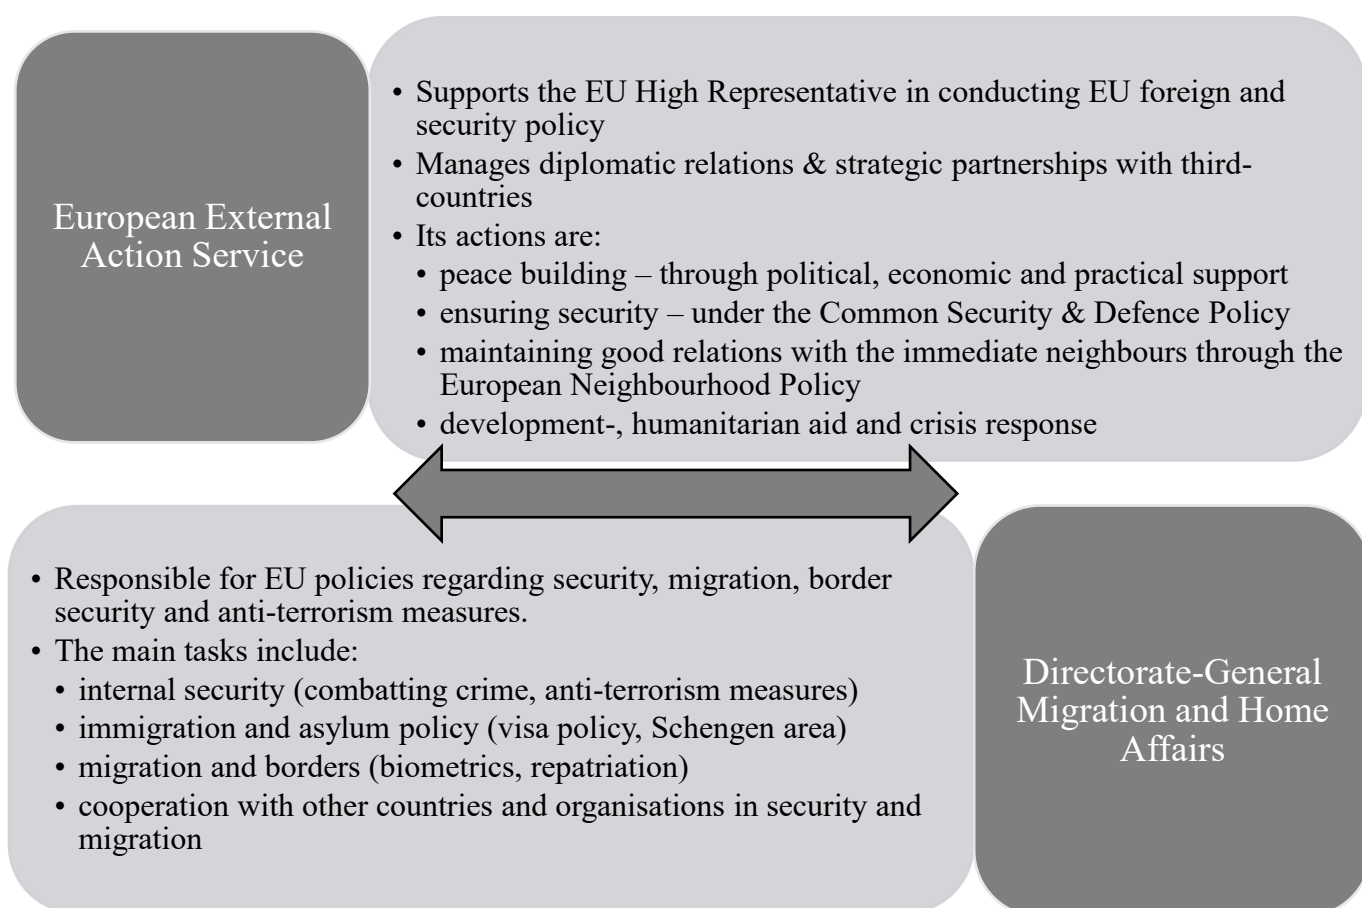 European External
Action Service
• Supports the EU High Representative in conducting EU foreign and
security policy
• Manages diplomatic relations & strategic partnerships with third-
countries
• Its actions are:
• peace building – through political, economic and practical support
• ensuring security – under the Common Security & Defence Policy
• maintaining good relations with the immediate neighbours through the
European Neighbourhood Policy
• development-, humanitarian aid and crisis response
• Responsible for EU policies regarding security, migration, border
security and anti-terrorism measures.
• The main tasks include:
• internal security (combatting crime, anti-terrorism measures)
• immigration and asylum policy (visa policy, Schengen area)
• migration and borders (biometrics, repatriation)
• cooperation with other countries and organisations in security and
migration
Directorate-General
Migration and Home
Affairs